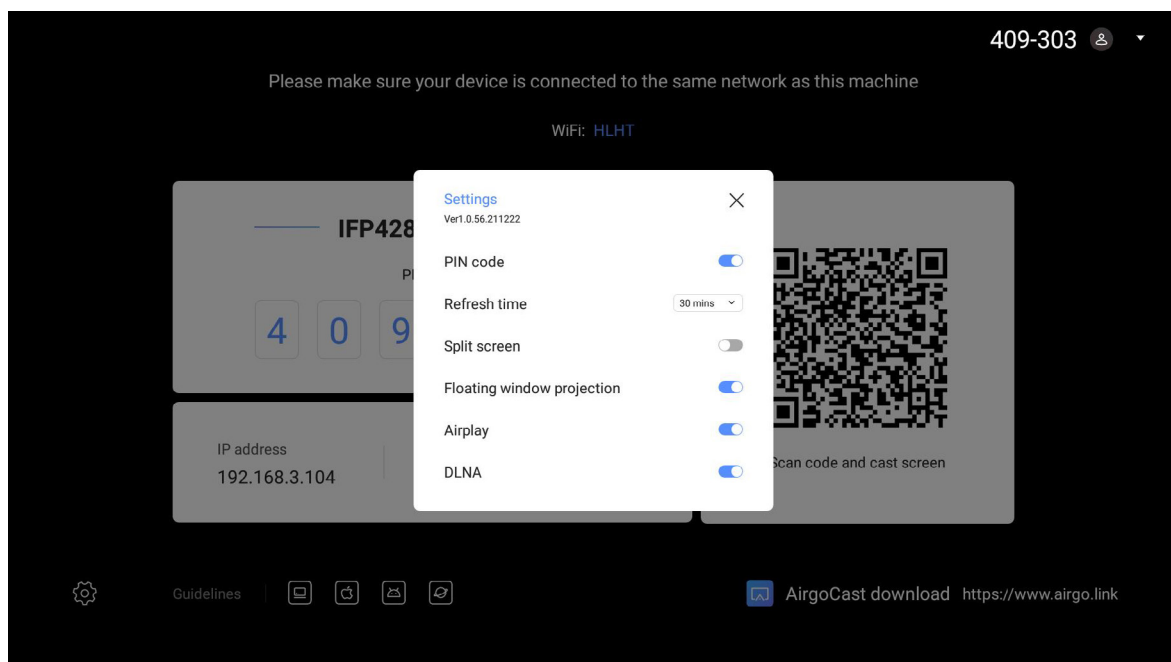 409-303
Please make sure your device is connected to the same network as this machine
WiFi: HLHT
Settings
Ver1.0.56.211222
PIN code
Refresh time 30 mins
Split screen
Floating window projection
Airplay
DLNA
IFP428
4 0 9
IP address
192.168.3.104
Scan code and cast screen
Guidelines
AirgoCast download https://www.airgo.link